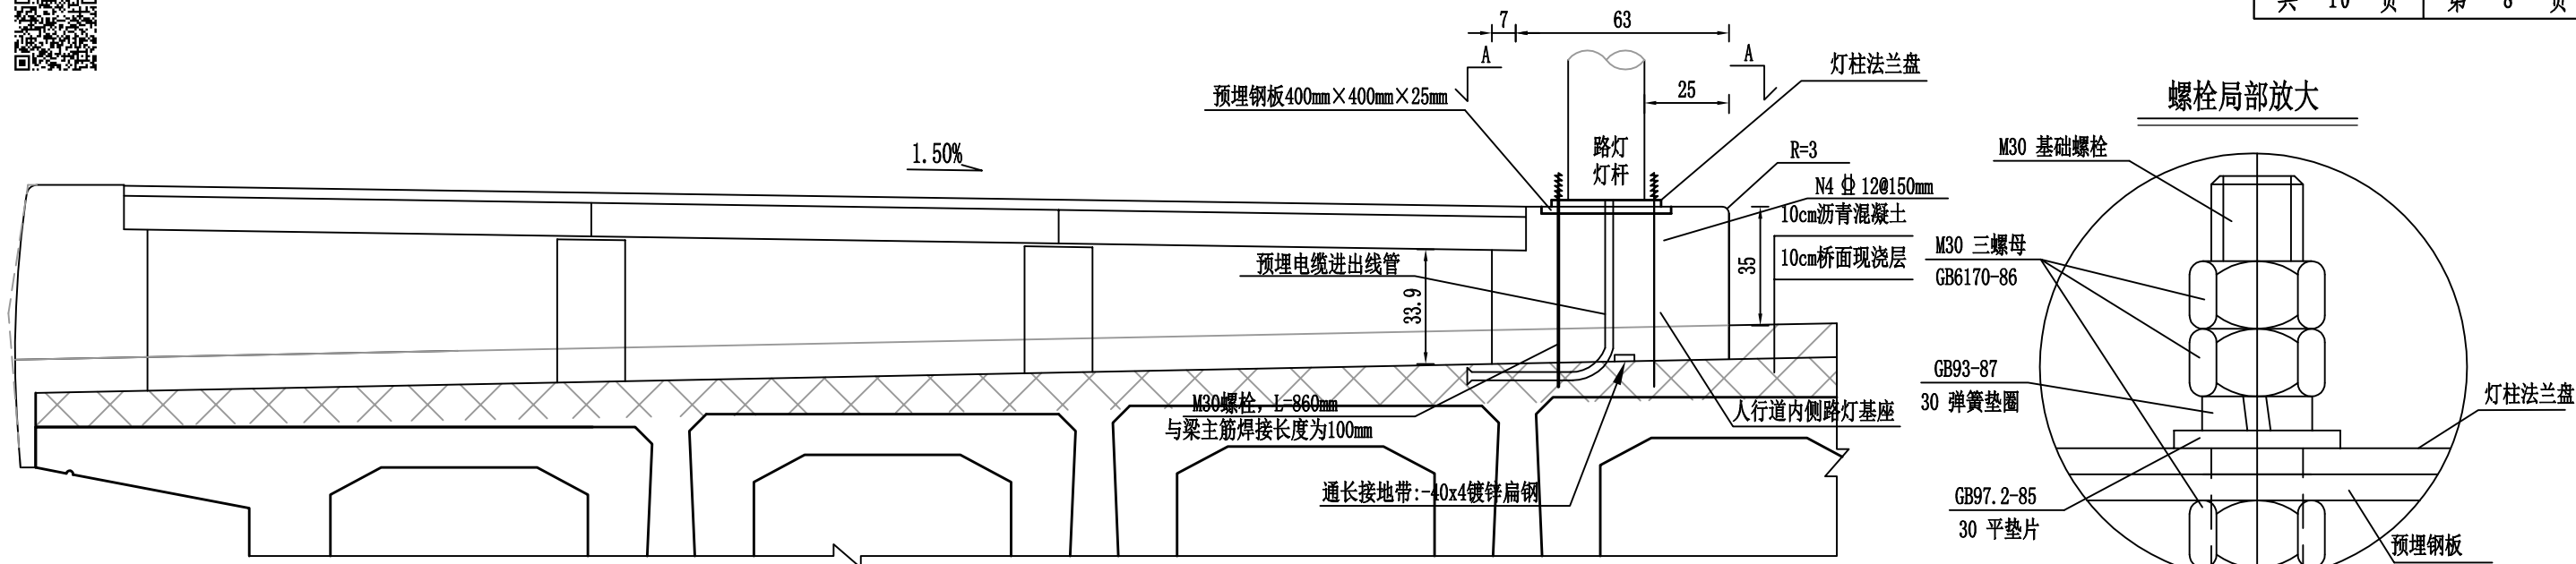 共 10 页 第 8 页
7 63
A A
灯柱法兰盘
25
预埋钢板400mm×400mm×25mm
螺栓局部放大
路灯
灯杆
1.50%
R=3
M30 基础螺栓
N4 Φ 12@150mm
10cm沥青混凝土
10cm桥面现浇层
M30 三螺母
GB6170-86
预埋电缆进出线管
35
33.9
GB93-87
30 弹簧垫圈
灯柱法兰盘
M30螺栓, L-860mm
与梁主筋焊接长度为100mm
人行道内侧路灯基座
通长接地带:-40x4镀锌扁钢
GB97.2-85
30 平垫片
预埋钢板